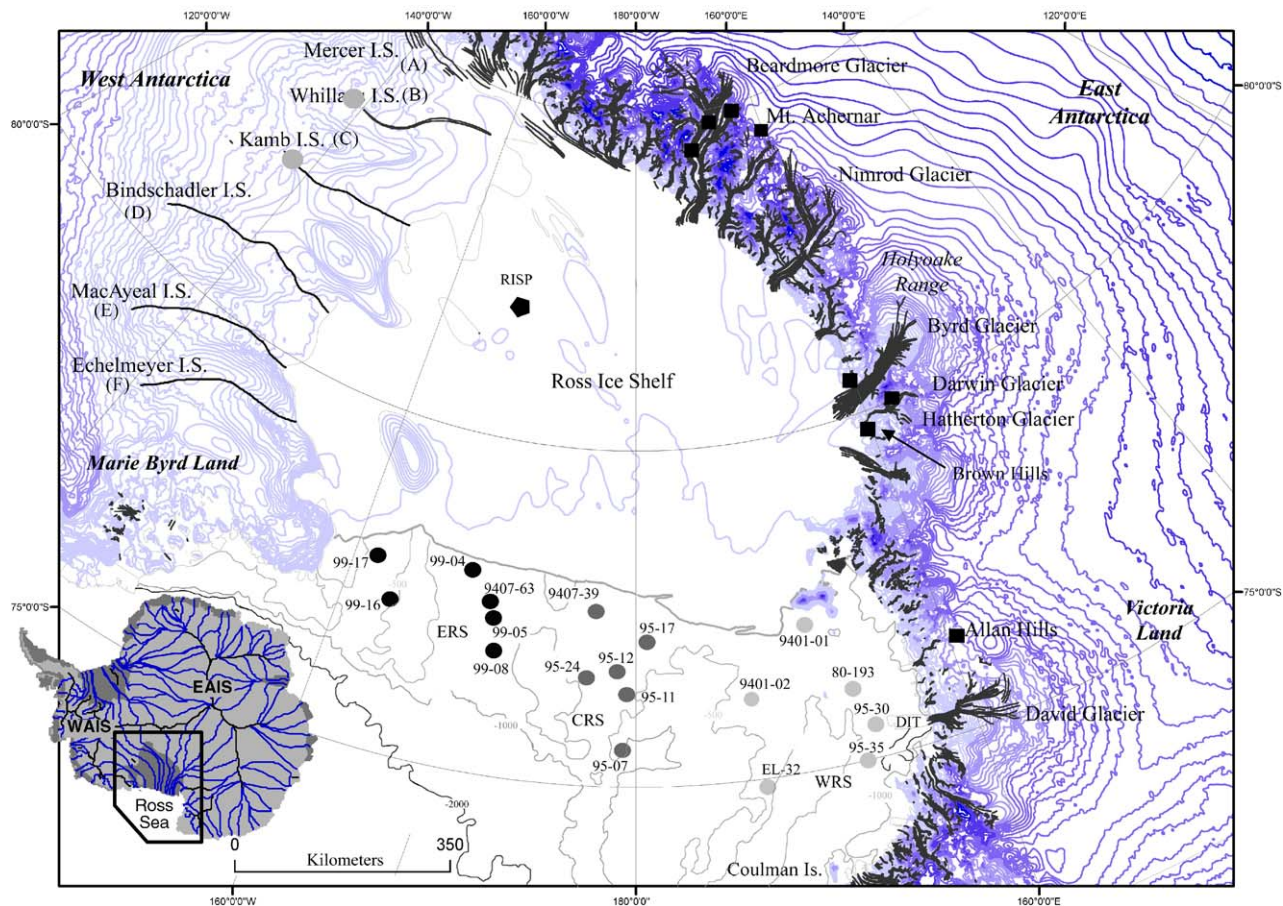 120°0'0"W
140°0'0"W
160°0'0"W
180°0'0"W
160°0'0"E
140°0'0"E
120°0'0"E
Mercer I.S.
(A)
West Antarctica
Beardmore Glacier
80°0'0"S
East
Antarctica
Mt. Achernar
80°0'0"S
(B)
Kamb I.S.
(C)
Nimrod Glacier
Bindschadler I.S.
(D)
Holyoake
Range
RISP
MacAyeal I.S.
(E)
Byrd Glacier
Echelmeyer I.S.
(F)
Ross Ice Shelf
Darwin Glacier
Hatherton Glacier
Marie Byrd Land
Brown Hills
99-17
99-04
9407-63
9407-39
-500
99-16
75°0'0"S
75°0'0"S
ERS
99-05
99-08
95-17
9401-01
Victoria
Land
Allan Hills
95-24
95-12
95-11
9401-02
80-193
95-30
-500
CRS
-1000
DIT
David Glacier
95-07
95-35
EL-32
WRS
-1000
EAIS
WAIS
Ross
Sea
-2000
0
350
Kilometers
Coulman Is.
160°0'0"W
180°0'0"
160°0'0"E